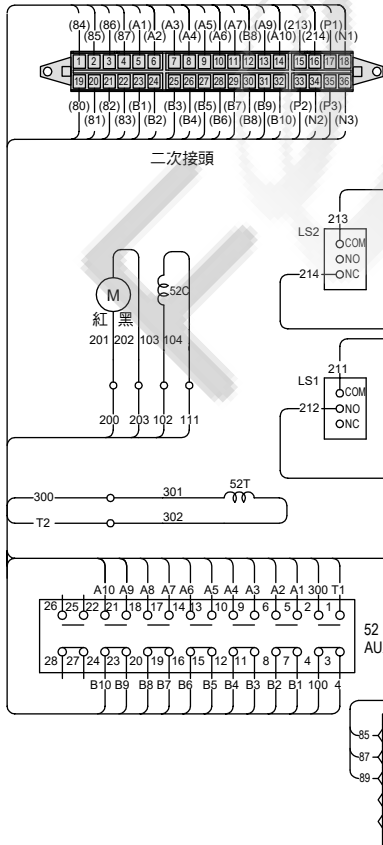 (84) (86) (A1) (A3) (A5) (A7) (A9) (213) (P1)
(85) (87) (A2) (A4) (A6) (B8) (A10) (214) (N1)
1 2 3 4 5 6 7 8 9 10 11 12 13 14 15 16 17 18
19 20 21 22 23 24 25 26 27 28 29 30 31 32 33 34 35 36
(80) (82) (B1) (B3) (B5) (B7) (B9) (P2) (P3)
(81) (83) (B2) (B4) (B6) (B8) (B10) (N2) (N3)
二次接頭
213
LS2
COM
NO
214 NC
M 52C
紅 黑
201 202 103 104
211
LS1
COM
212 NO
NC
200 203 102 111
300 301 52T
T2 302
A10 A9 A8 A7 A6 A5 A4 A3 A2 A1 300 T1
26 25 22 21 18 17 14 13 10 9 6 5 2 1
52
AU
28 27 24 23 20 19 16 15 12 11 8 7 4 3
B10 B9 B8 B7 B6 B5 B4 B3 B2 B1 100 4
85
87
89